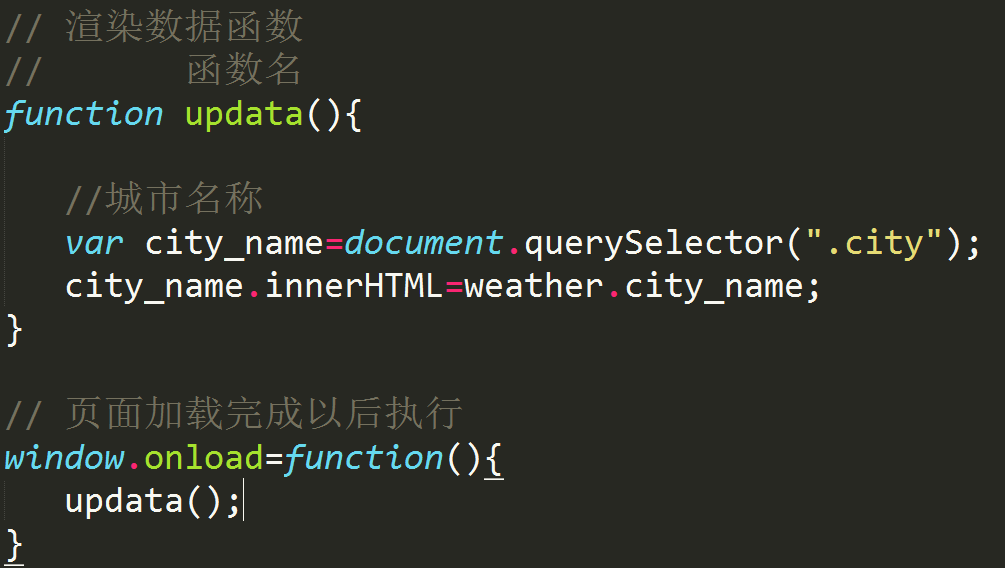 // 渲染数据函数
//      函数名
function updata(){
//城市名称
var city_name=document.querySelector(".city");
city_name.innerHTML=weather.city_name;
}
// 页面加载完成以后执行
window.onload=function(){
updata();
}